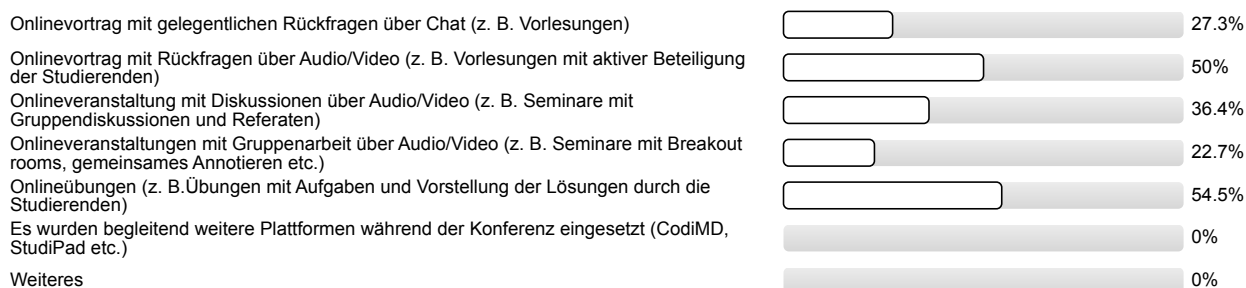 Onlinevortrag mit gelegentlichen Rückfragen über Chat (z. B. Vorlesungen) 27.3%
Onlinevortrag mit Rückfragen über Audio/Video (z. B. Vorlesungen mit aktiver Beteiligung
der Studierenden) 50%
Onlineveranstaltung mit Diskussionen über Audio/Video (z. B. Seminare mit
Gruppendiskussionen und Referaten) 36.4%
Onlineveranstaltungen mit Gruppenarbeit über Audio/Video (z. B. Seminare mit Breakout
rooms, gemeinsames Annotieren etc.) 22.7%
Onlineübungen (z. B.Übungen mit Aufgaben und Vorstellung der Lösungen durch die
Studierenden) 54.5%
Es wurden begleitend weitere Plattformen während der Konferenz eingesetzt (CodiMD,
StudiPad etc.) 0%
Weiteres 0%